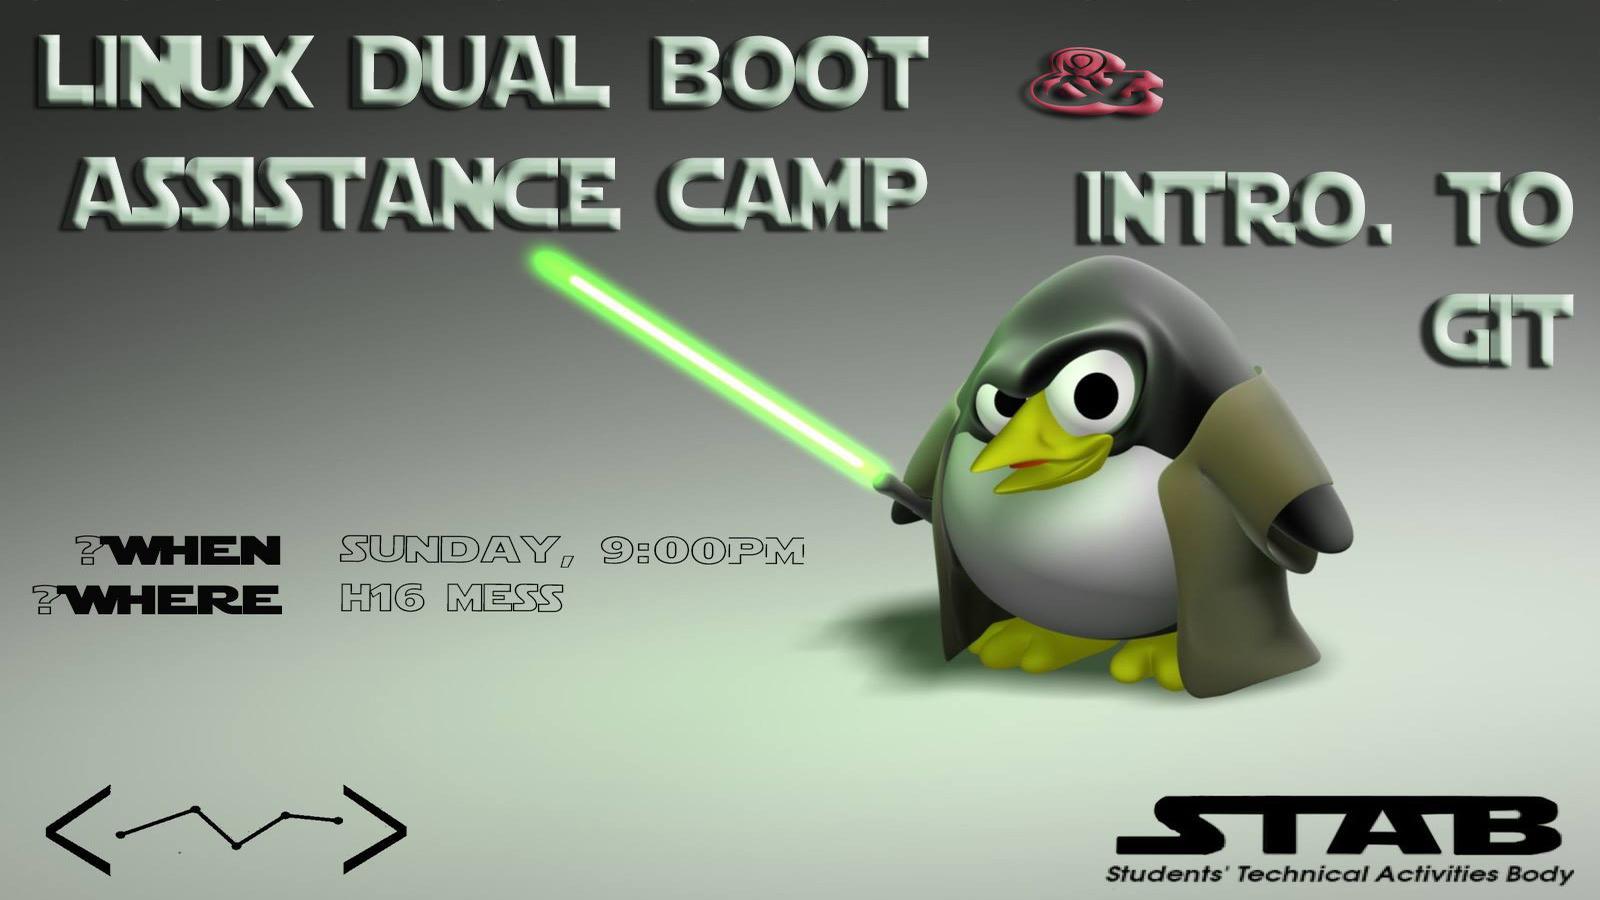 LINUX DUAL BOOT &
ASSISTANCE CAMP
INTRO. TO
GIT
?WHEN SUNDAY, 9:00PM
?WHERE H16 MESS
STAB
Students' Technical Activities Body